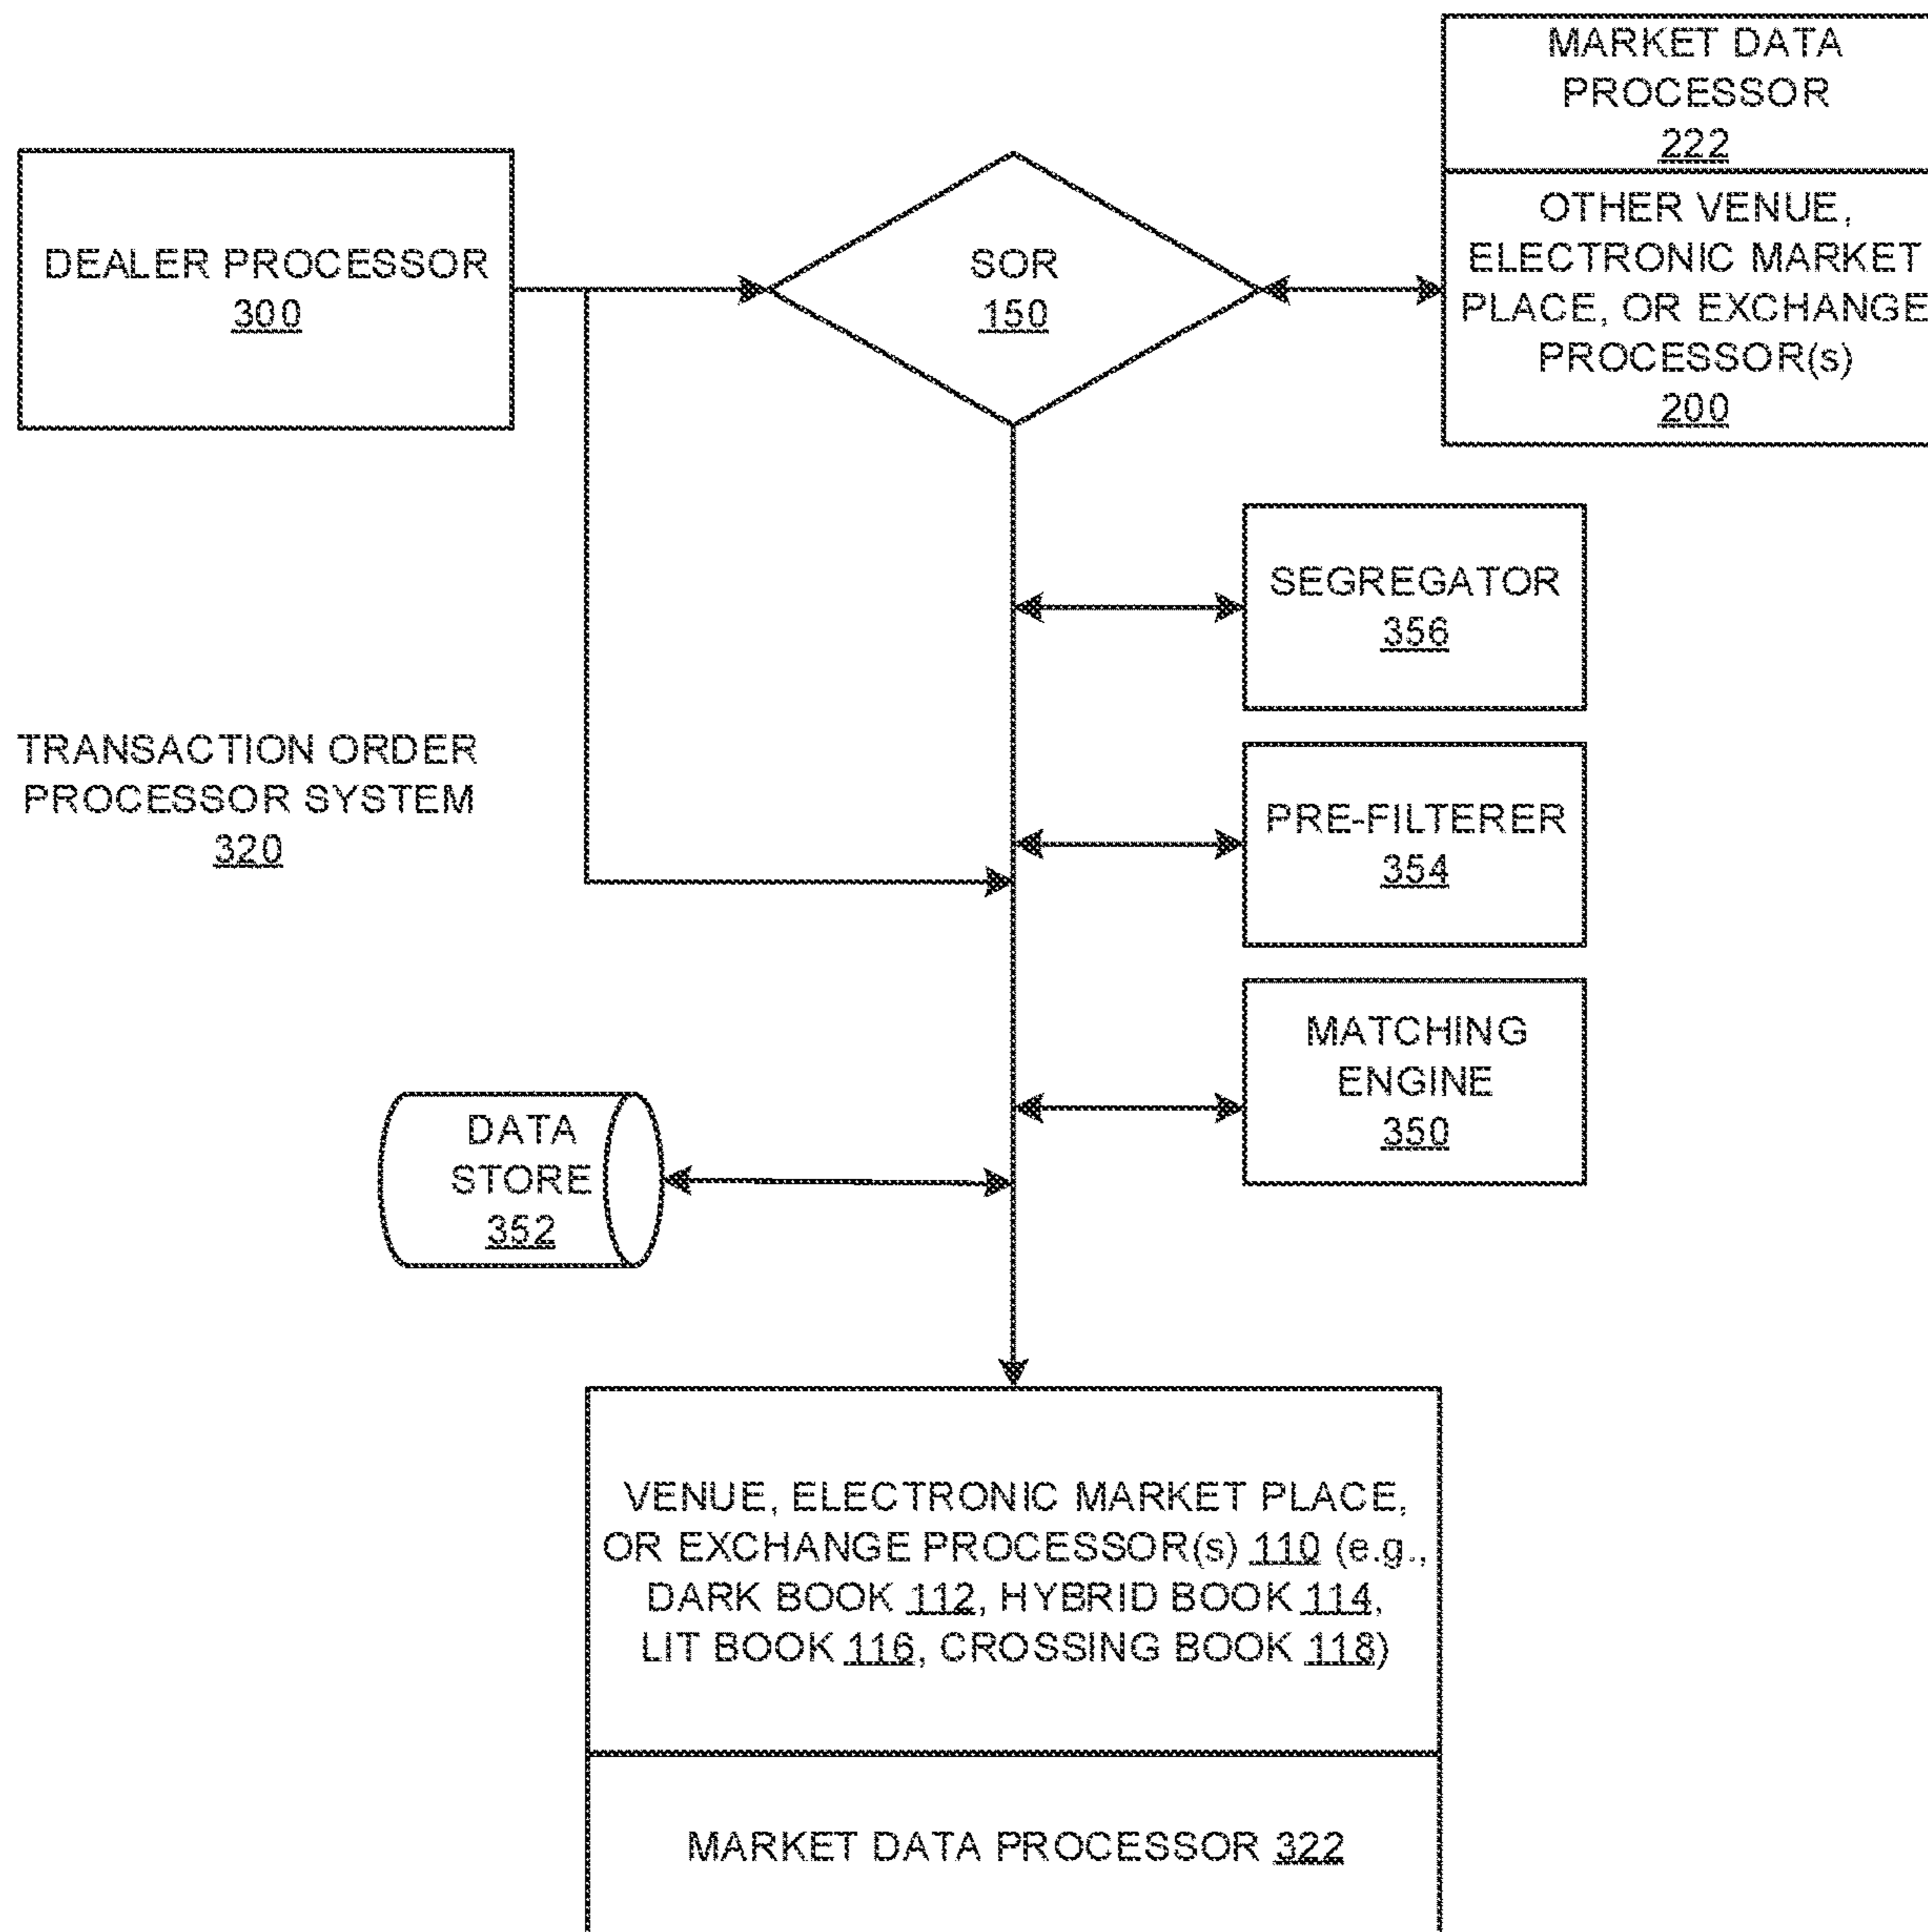 MARKET DATA
PROCESSOR
222
OTHER VENUE,
ELECTRONIC MARKET
PLACE, OR EXCHANGE
PROCESSOR(s)
200
DEALER PROCESSOR
300
SOR
150
SEGREGATOR
356
TRANSACTION ORDER
PROCESSOR SYSTEM
320
PRE-FILTERER
354
MATCHING
ENGINE
350
DATA
STORE
352
VENUE, ELECTRONIC MARKET PLACE,
OR EXCHANGE PROCESSOR(s) 110 (e.g.,
DARK BOOK 112, HYBRID BOOK 114,
LIT BOOK 116, CROSSING BOOK 118)
MARKET DATA PROCESSOR 322